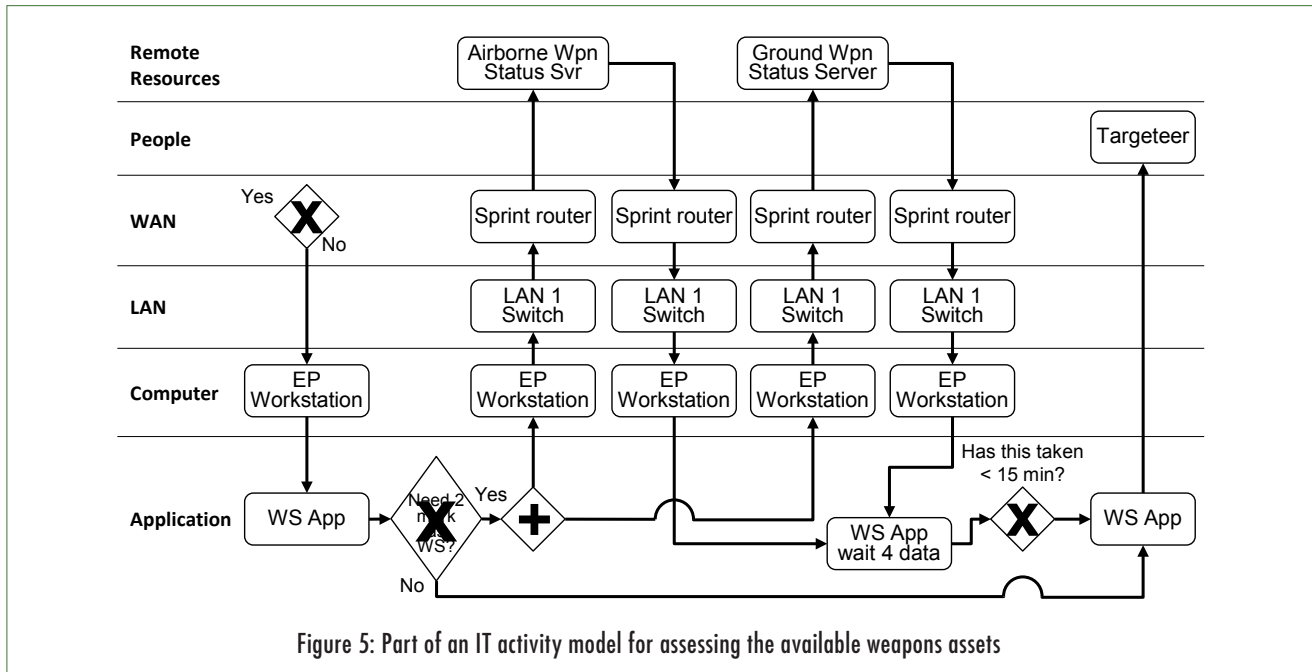 Remote
Resources
Airborne Wpn
Status Svr
Ground Wpn
Status Server
People
Targeteer
WAN
Yes
No
Sprint router
Sprint router
Sprint router
Sprint router
LAN
LAN 1
Switch
LAN 1
Switch
LAN 1
Switch
LAN 1
Switch
Computer
EP
Workstation
EP
Workstation
EP
Workstation
EP
Workstation
EP
Workstation
Application
WS App
Need 2
WS?
Yes
No
WS App
wait 4 data
Has this taken
< 15 min?
WS App
Figure 5: Part of an IT activity model for assessing the available weapons assets